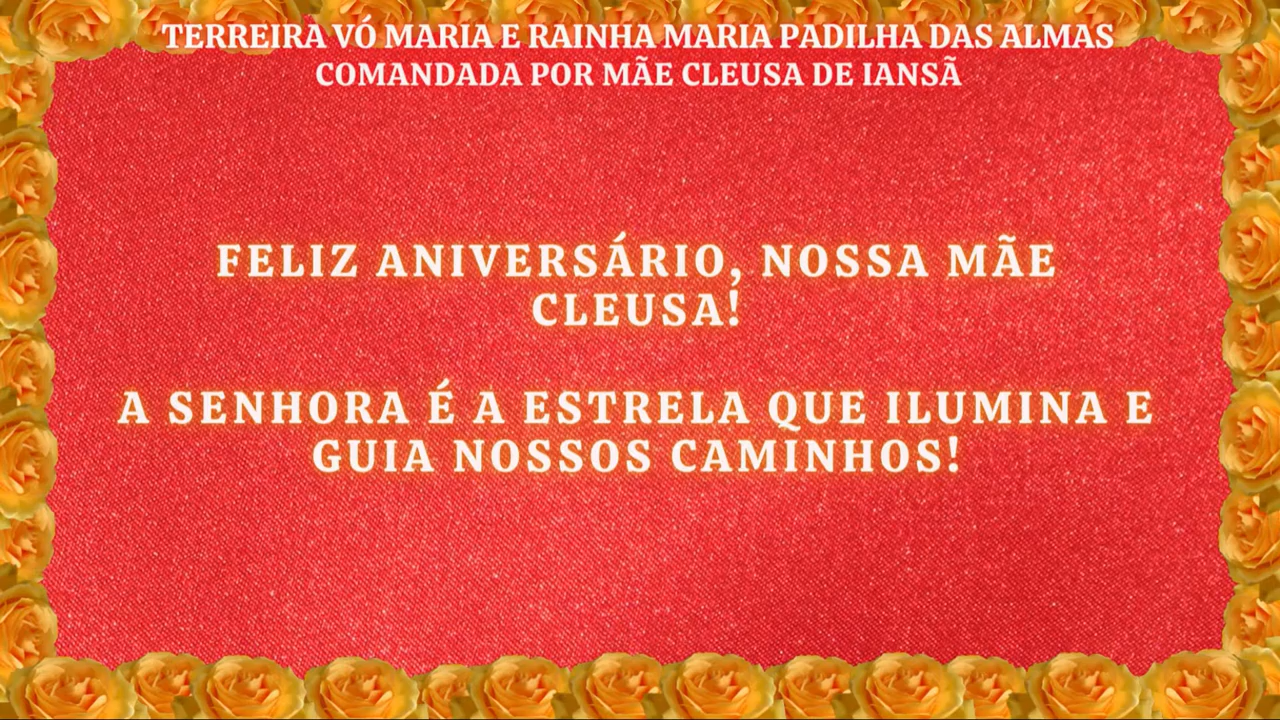 TERREIRA VÓ MARIA E RAINHA MARIA PADILHA DAS ALMAS
COMANDADA POR MÃE CLEUSA DE IANSÃ
FELIZ ANIVERSÁRIO, NOSSA MÃE
CLEUSA!
A SENHORA É A ESTRELA QUE ILUMINA E
GUIA NOSSOS CAMINHOS!